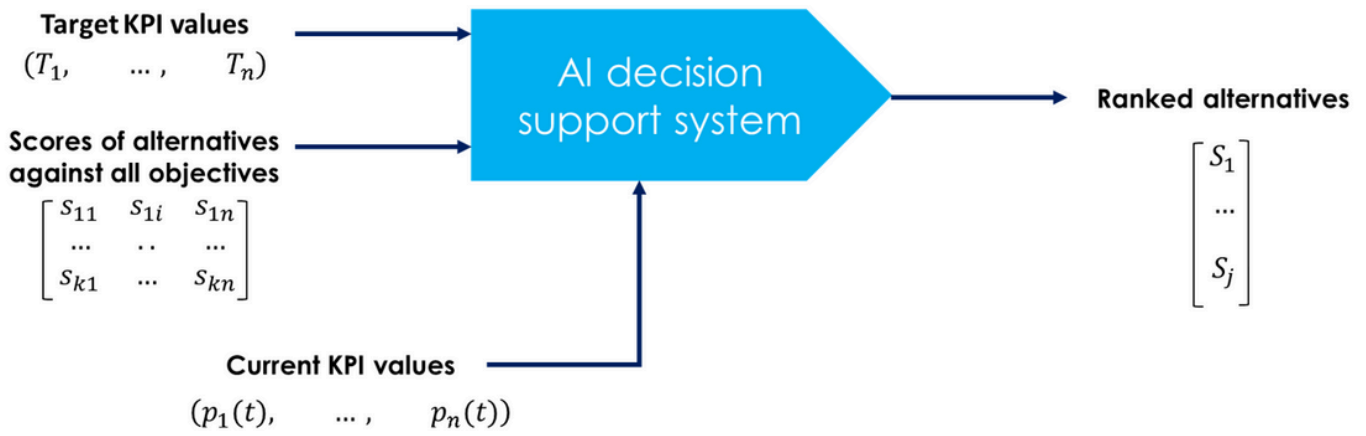 Target KPI values
(T₁, ... , Tₙ)
AI decision
support system
Ranked alternatives
[S₁
...
Sⱼ]
Scores of alternatives
against all objectives
[s₁₁ s₁ᵢ s₁ₙ
... . . ...
sₖ₁ ... sₖₙ]
Current KPI values
(p₁(t), ... , pₙ(t))